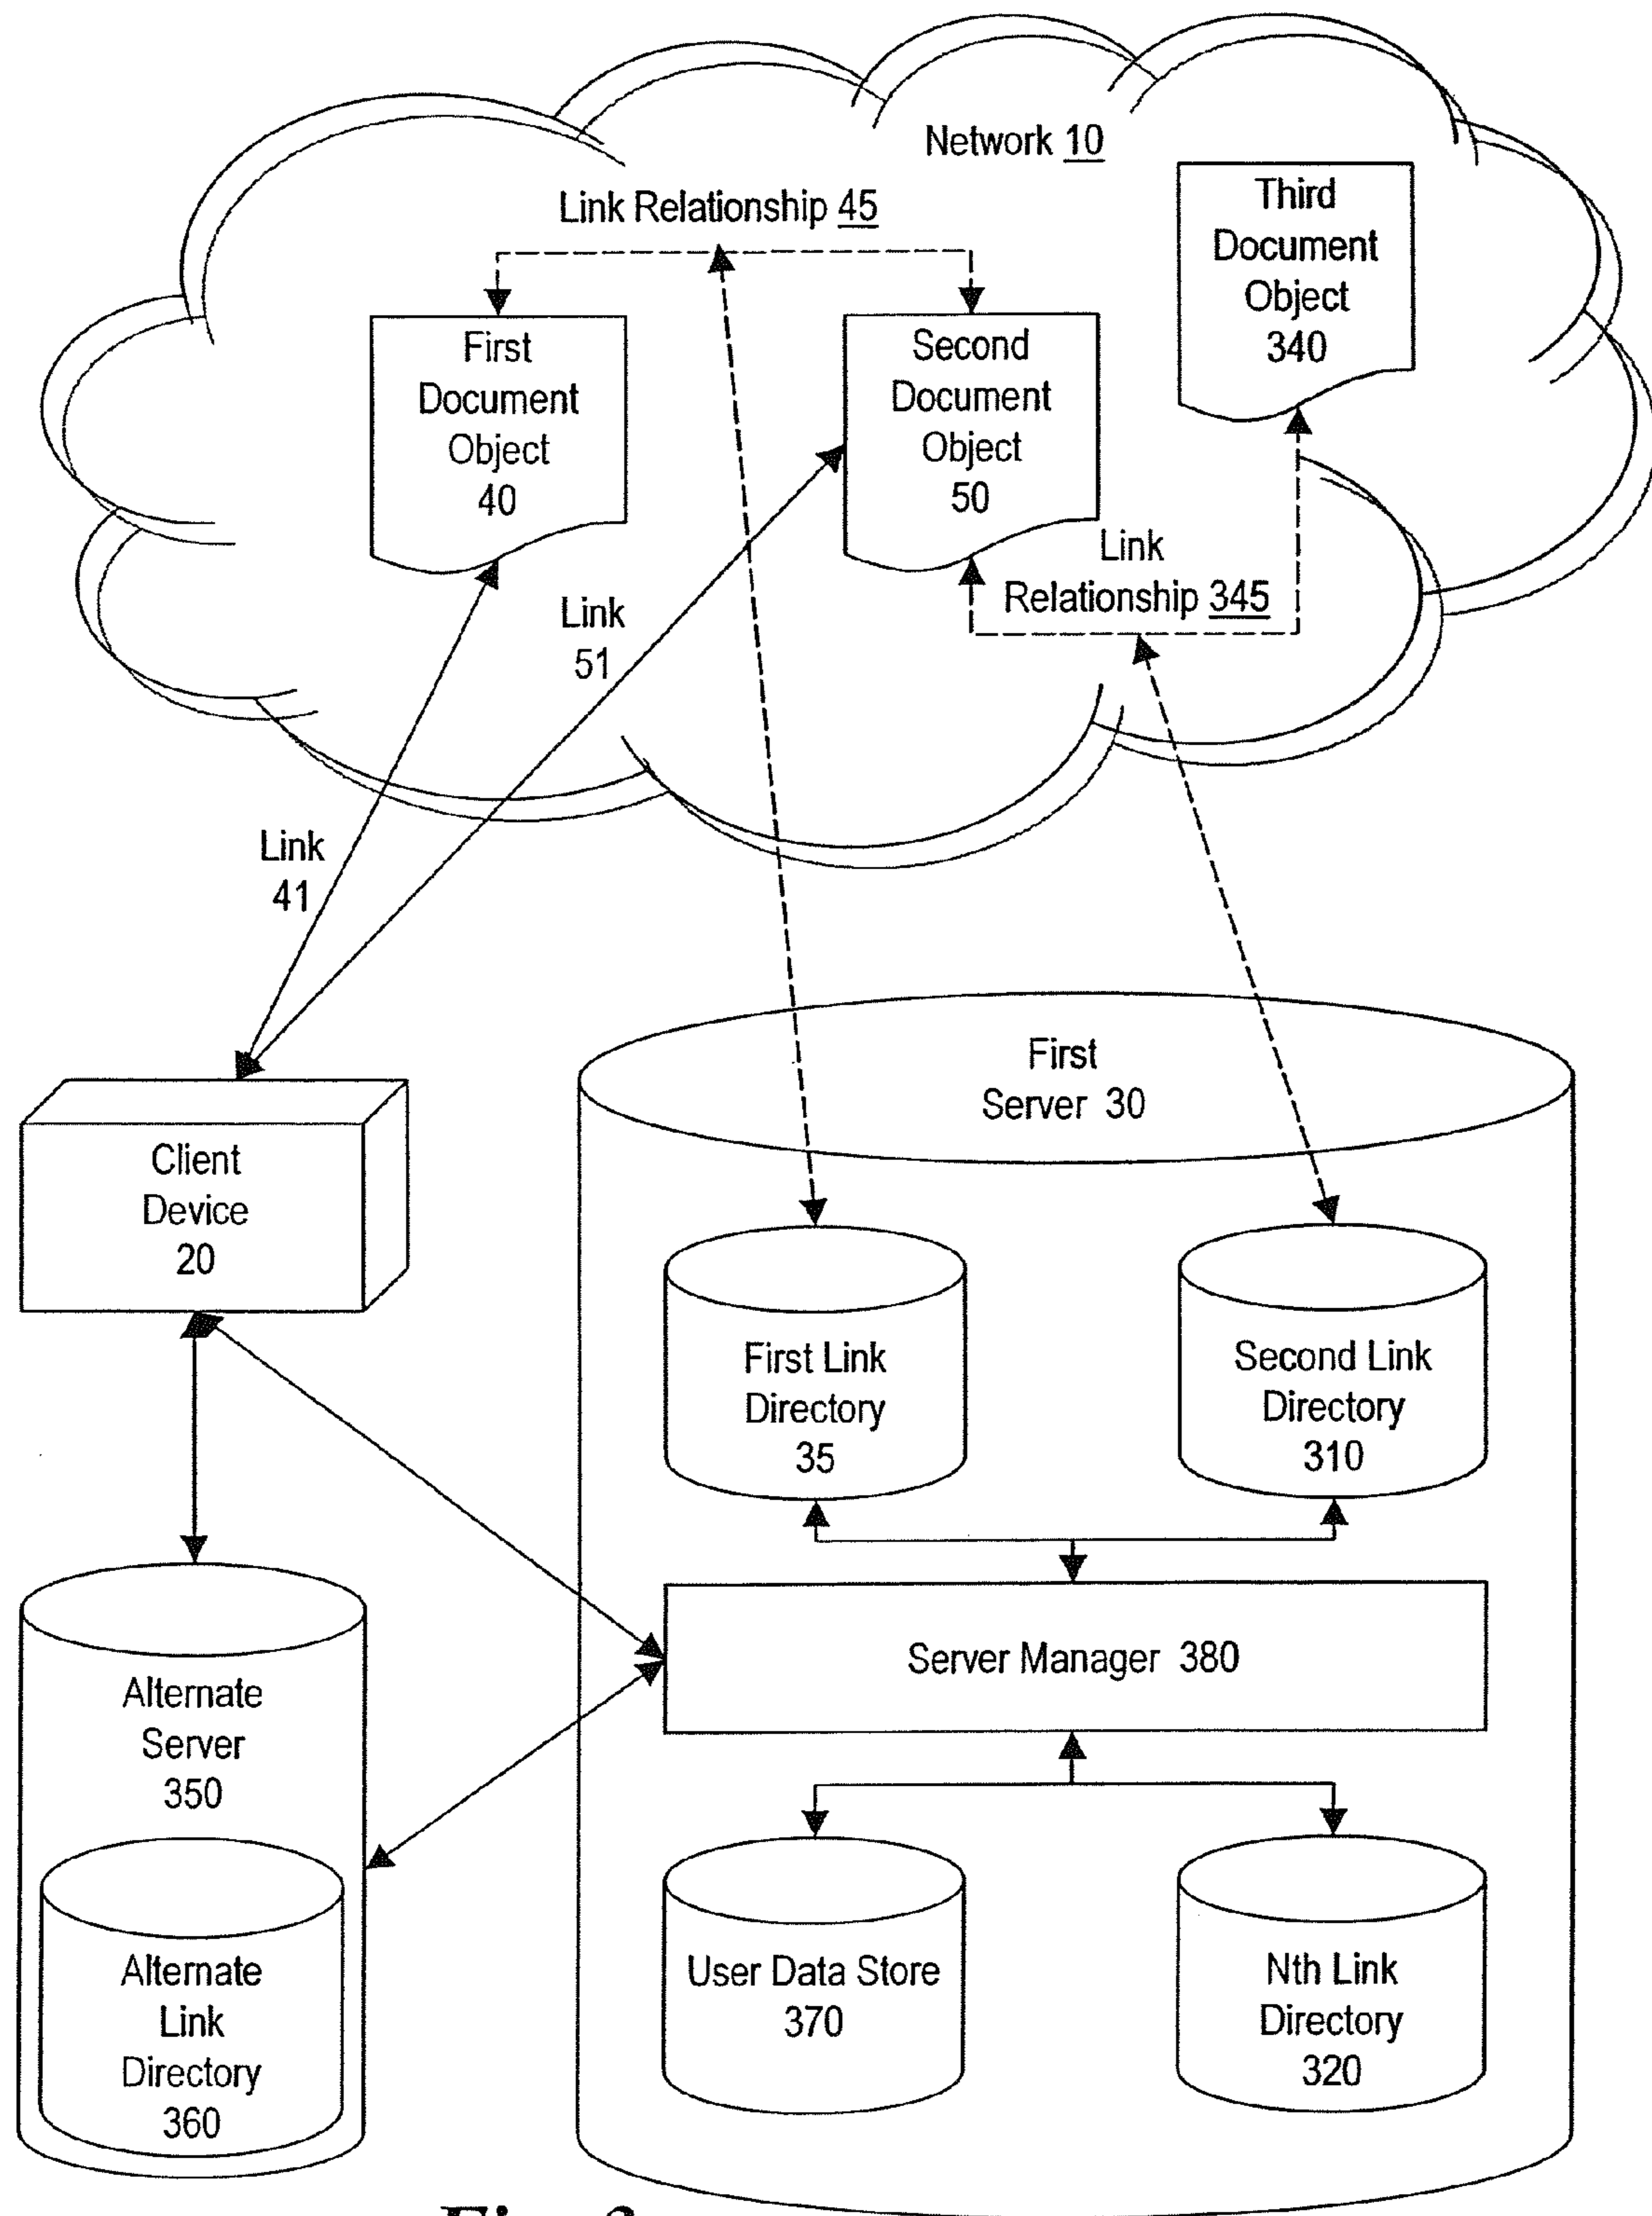 Network 10
Link Relationship 45
Third
Document
Object
340
First
Document
Object
40
Second
Document
Object
50
Link
Relationship 345
Link
51
Link
41
First
Server 30
Client
Device
20
First Link
Directory
35
Second Link
Directory
310
Server Manager 380
Alternate
Server
350
Alternate
Link
Directory
360
User Data Store
370
Nth Link
Directory
320